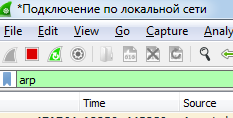 *Подключение по локальной сети
File Edit View Go Capture Analy
arp
Time Source